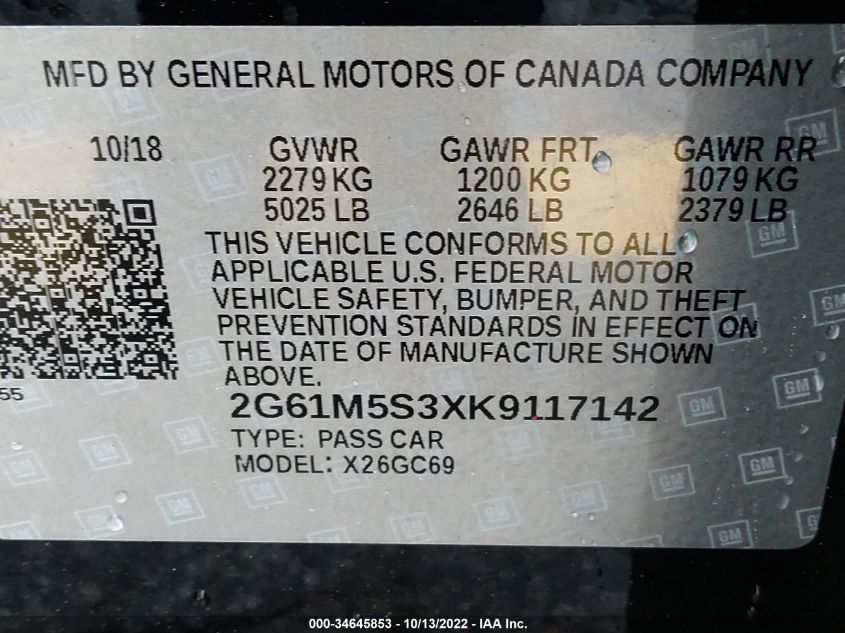 MFD BY GENERAL MOTORS OF CANADA COMPANY
10/18 GVWR GAWR FRT GAWR RR
2279 KG 1200 KG 1079 KG
5025 LB 2646 LB 2379 LB
THIS VEHICLE CONFORMS TO ALL
APPLICABLE U.S. FEDERAL MOTOR
VEHICLE SAFETY, BUMPER, AND THEFT
PREVENTION STANDARDS IN EFFECT ON
THE DATE OF MANUFACTURE SHOWN
ABOVE.
55
2G61M5S3XK9117142
TYPE: PASS CAR
MODEL: X26GC69
GM
000-34645853 - 10/13/2022 - IAA Inc.